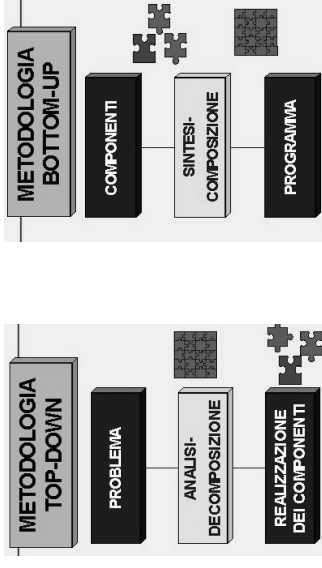 METODOLOGIA
TOP-DOWN
PROBLEMA
ANALISI-
DECOMPOSIZIONE
REALIZZAZIONE
DEI COMPONENTI
METODOLOGIA
BOTTOM-UP
COMPONENTI
SINTESI-
COMPOSIZIONE
PROGRAMMA